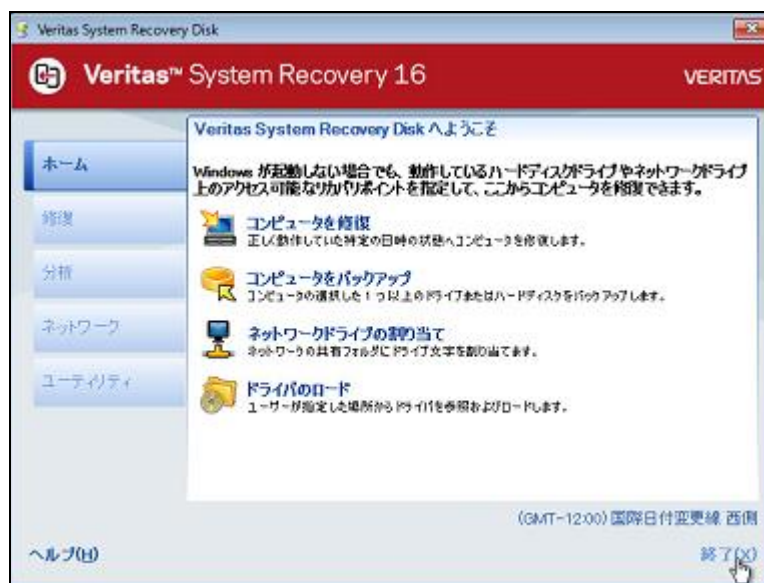 Veritas System Recovery Disk
Veritas™ System Recovery 16
VERITAS
ホーム
修復
分析
ネットワーク
ユーティリティ
Veritas System Recovery Disk へようこそ
Windows が起動しない場合でも、動作しているハードディスクドライブやネットワークドライブ
上のアクセス可能なリカバリポイントを指定して、ここからコンピュータを修復できます。
コンピュータを修復
正しく動作していた特定の日時の状態へコンピュータを修復します。
コンピュータをバックアップ
コンピュータの選択した 1 つ以上のドライブまたはハードディスクをバックアップします。
ネットワークドライブの割り当て
ネットワークの共有フォルダにドライブ文字を割り当てます。
ドライバのロード
ユーザーが指定した場所からドライバを参照およびロードします。
(GMT-12:00) 国際日付変更線 西側
ヘルプ(H)
終了(X)